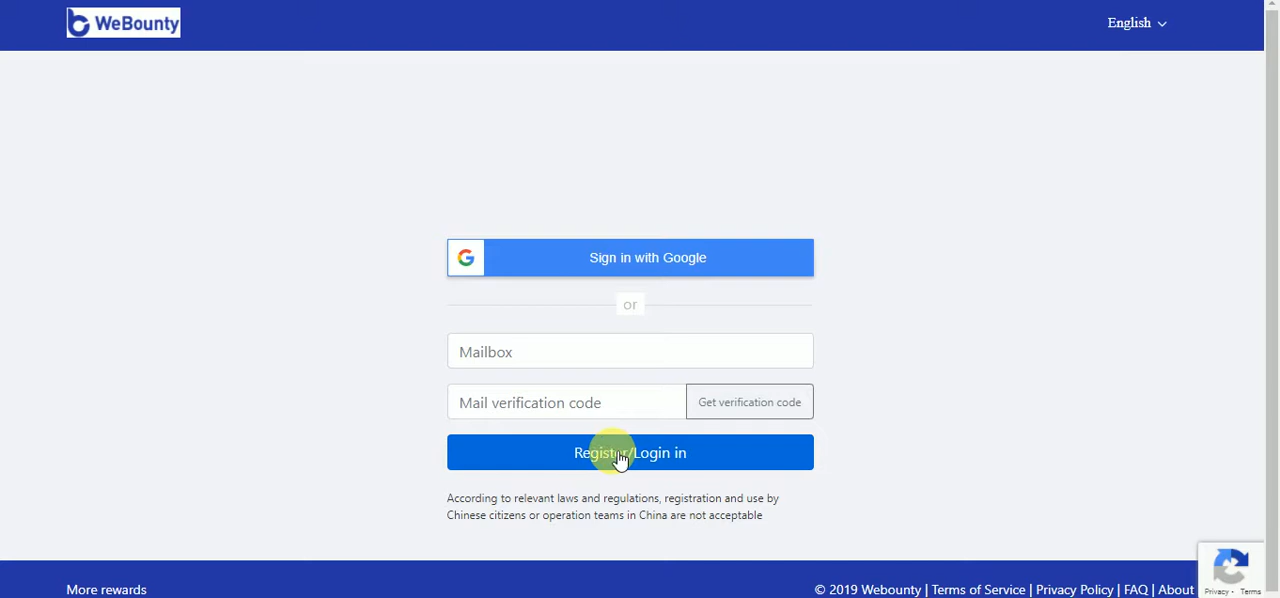 WeBounty
English
Sign in with Google
or
Mailbox
Mail verification code
Get verification code
Register/Login in
According to relevant laws and regulations, registration and use by
Chinese citizens or operation teams in China are not acceptable
More rewards
© 2019 Webounty | Terms of Service | Privacy Policy | FAQ | About
Privacy - Terms